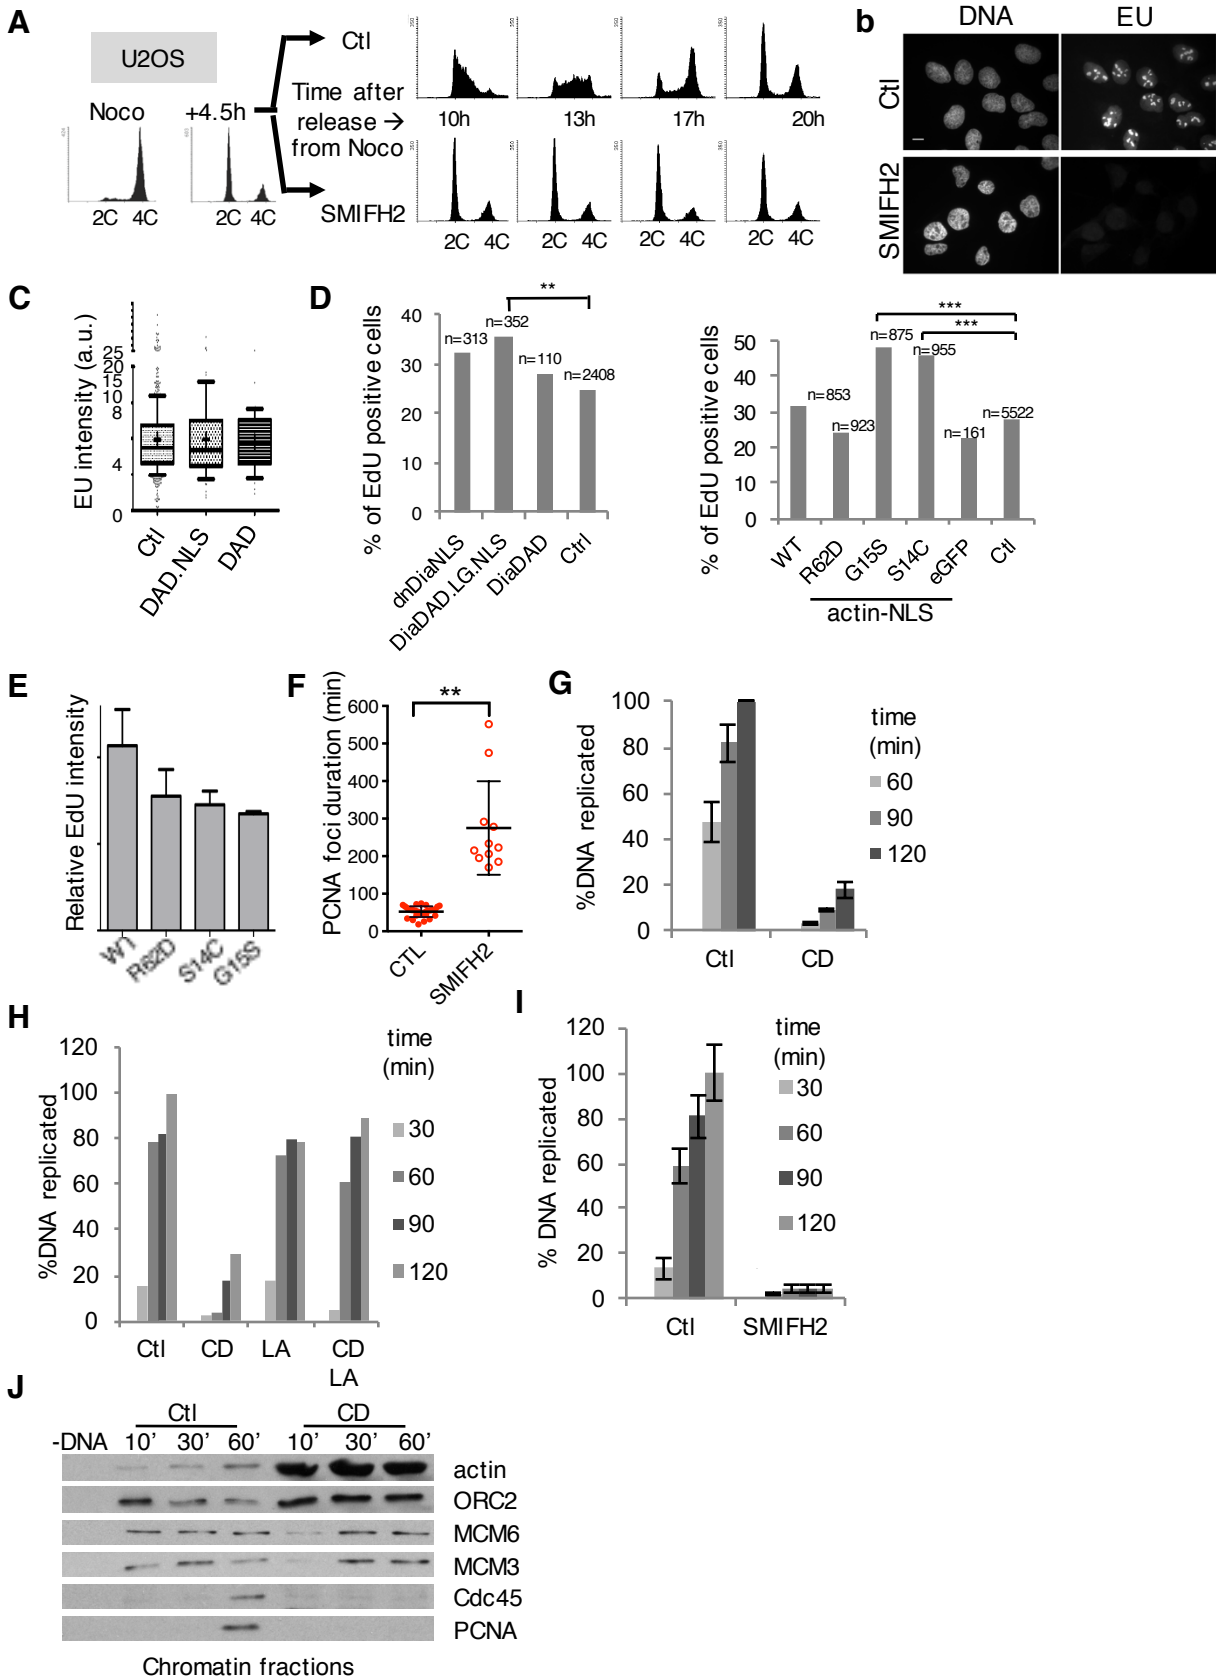 A
U2OS
Noco
+4.5h
Ctl
Time after
release →
from Noco
SMIFH2
10h
13h
17h
20h
2C 4C
2C 4C
2C 4C
2C 4C
2C 4C
2C 4C
b
DNA
EU
Ctl
SMIFH2
C
EU intensity (a.u.)
25
20
15
10
8
4
0
Ctl
DAD.NLS
DAD
D
% of EdU positive cells
40
30
20
10
0
**
n=313
n=352
n=110
n=2408
dnDiaNLS
DiaDAD.LG.NLS
DiaDAD
Ctrl
% of EdU positive cells
50
40
30
20
10
0
***
***
n=853
n=923
n=875
n=955
n=161
n=5522
WT
R62D
G15S
S14C
eGFP
Ctl
actin-NLS
E
Relative EdU intensity
WT
R62D
S14C
G15S
F
PCNA foci duration (min)
600
500
400
300
200
100
0
**
CTL
SMIFH2
G
%DNA replicated
100
80
60
40
20
0
Ctl
CD
time
(min)
60
90
120
H
%DNA replicated
120
100
80
60
40
20
0
Ctl
CD
LA
CD
LA
time
(min)
30
60
90
120
I
% DNA replicated
120
100
80
60
40
20
0
Ctl
SMIFH2
time
(min)
30
60
90
120
J
Ctl
CD
-DNA 10’ 30’ 60’ 10’ 30’ 60’
actin
ORC2
MCM6
MCM3
Cdc45
PCNA
Chromatin fractions